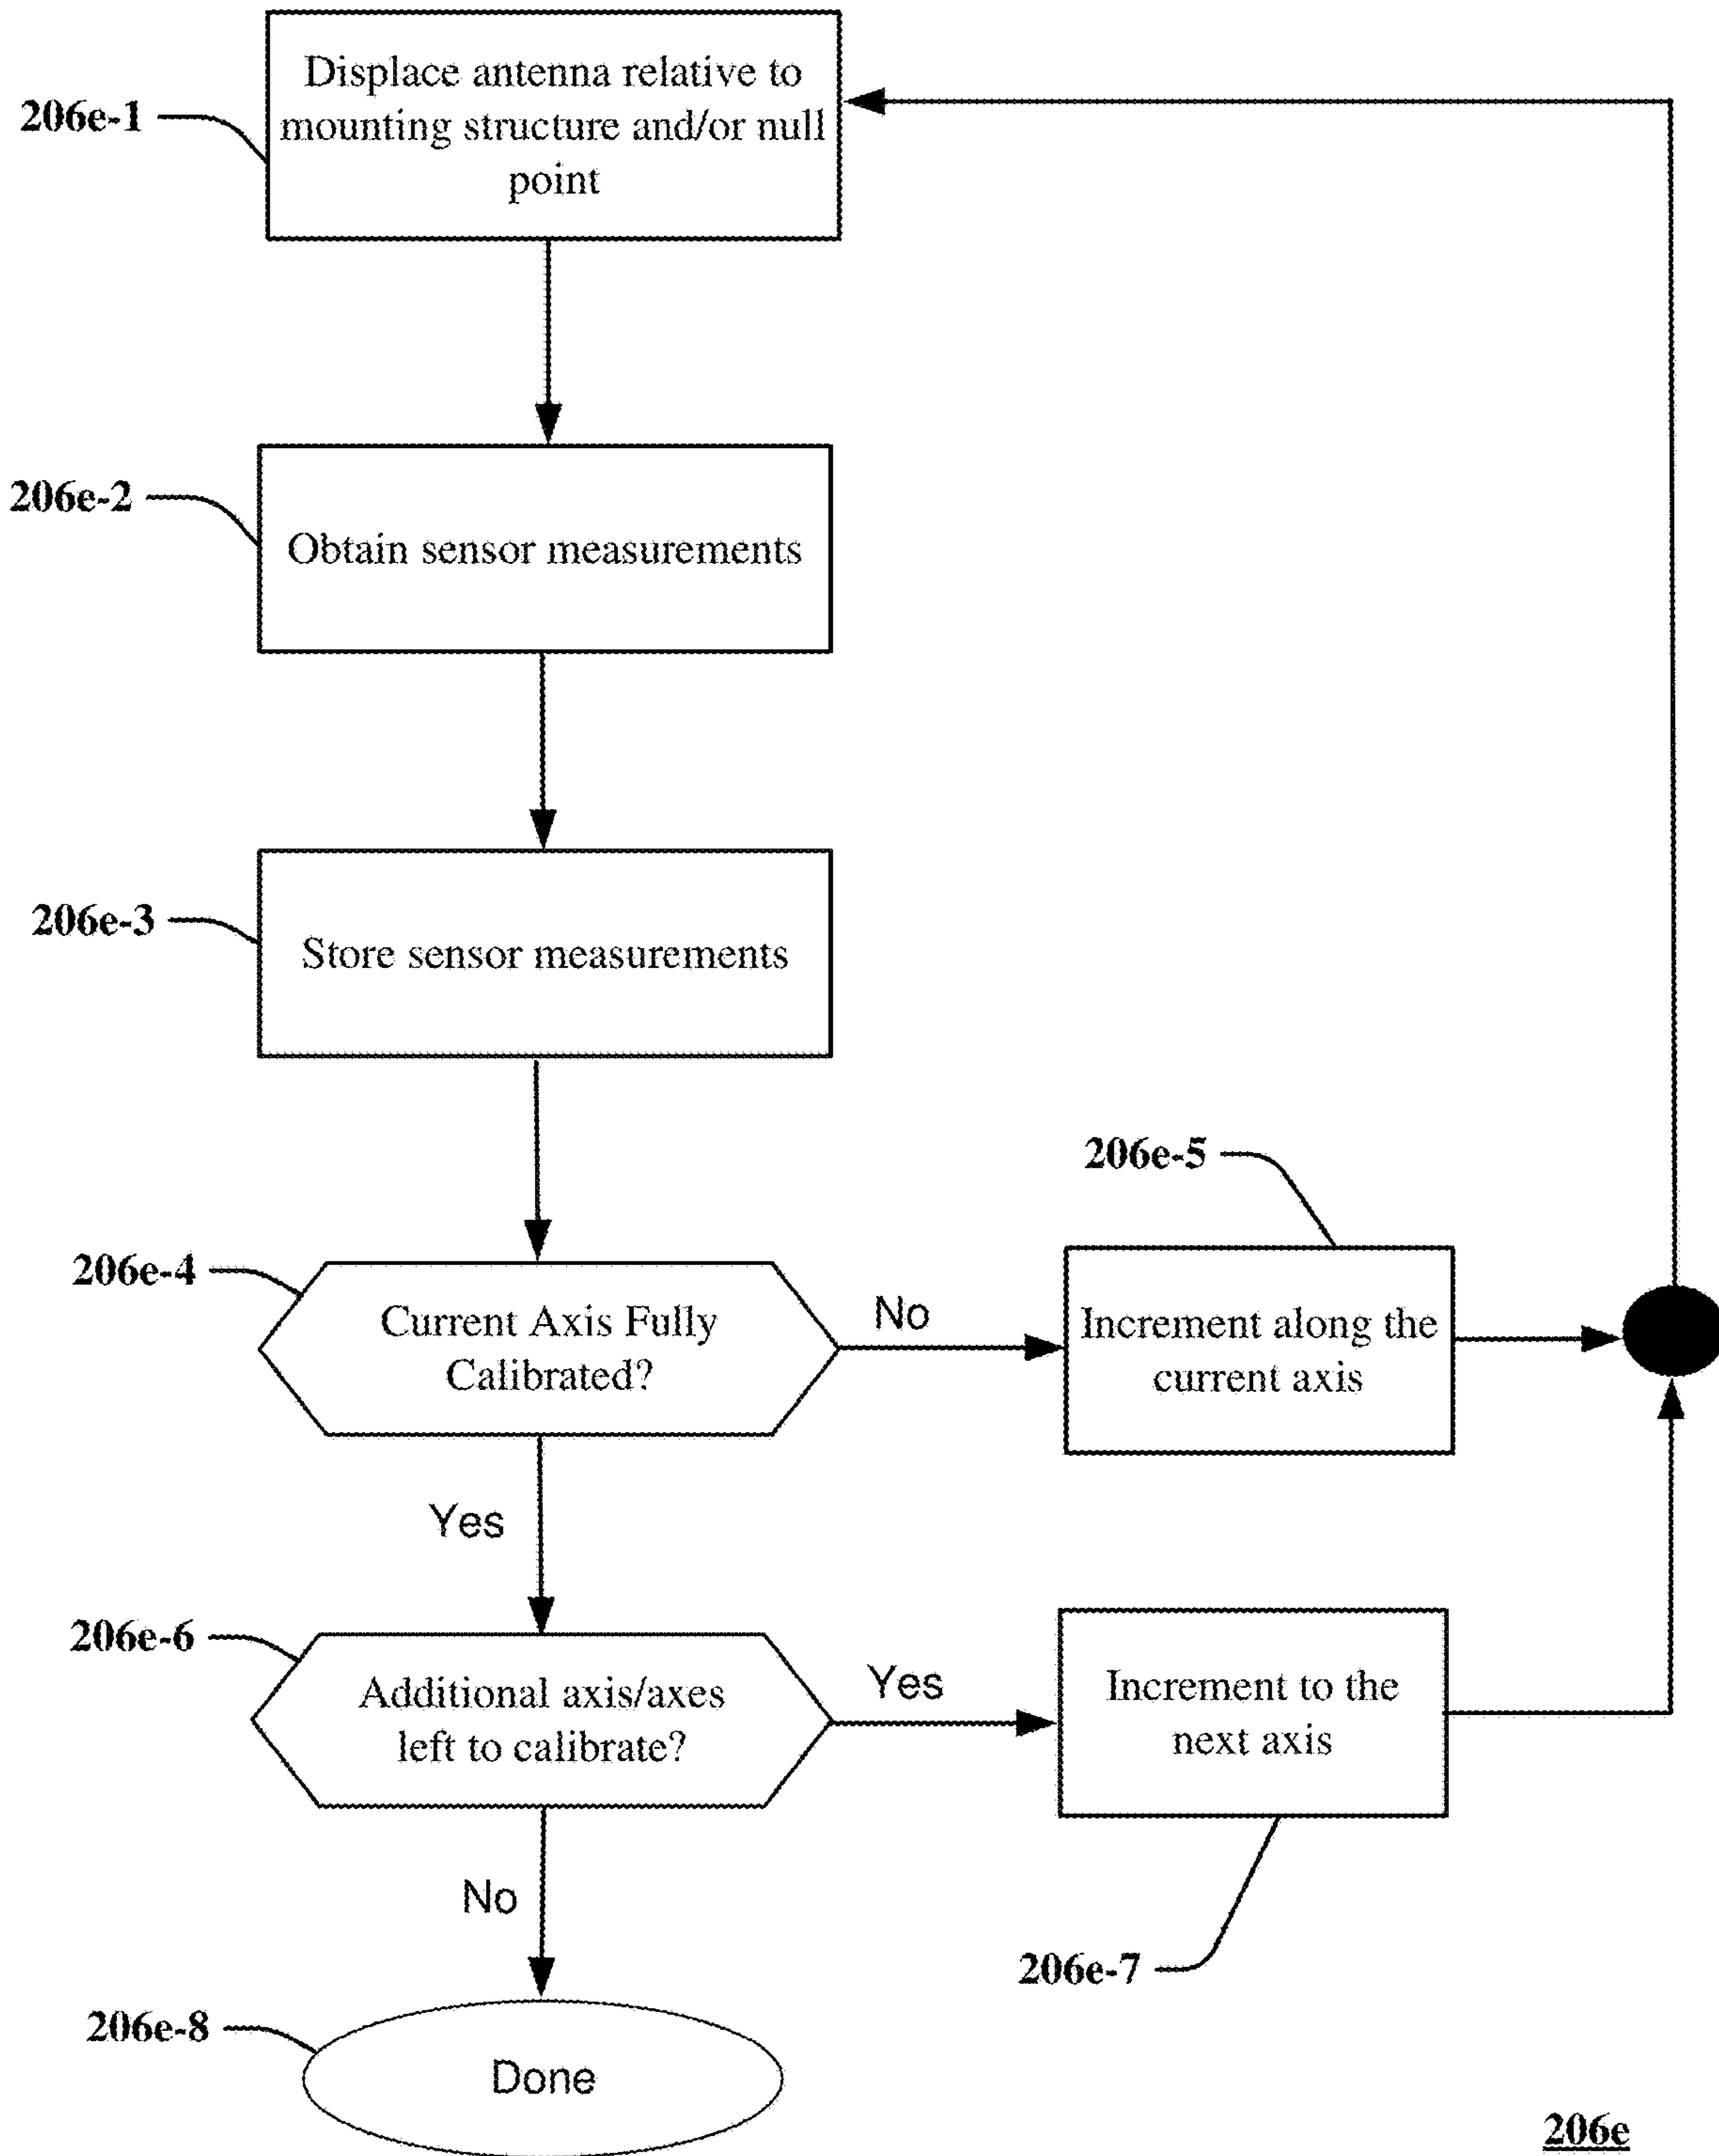 Displace antenna relative to
mounting structure and/or null
point
206e-1
206e-2
Obtain sensor measurements
206e-3
Store sensor measurements
206e-4
Current Axis Fully
Calibrated?
No
206e-5
Increment along the
current axis
Yes
206e-6
Additional axis/axes
left to calibrate?
Yes
Increment to the
next axis
206e-7
No
206e-8
Done
206e